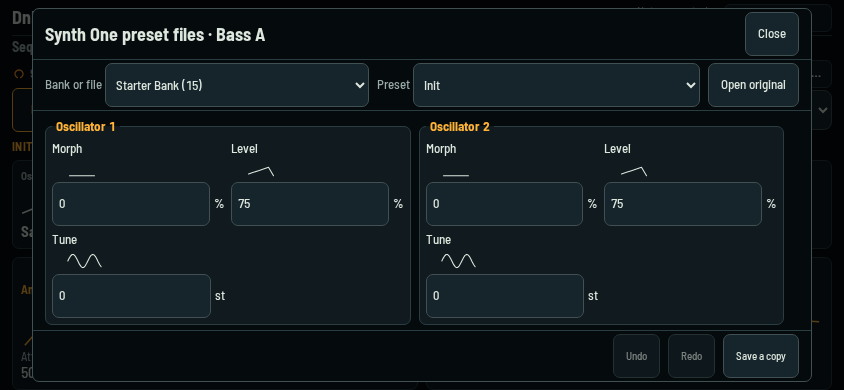 Synth One preset files · Bass A
Close
Bank or file
Starter Bank (15)
Preset
Init
Open original
Oscillator 1
Morph
Level
0 %
75 %
Tune
0 st
Oscillator 2
Morph
Level
0 %
75 %
Tune
0 st
Undo
Redo
Save a copy